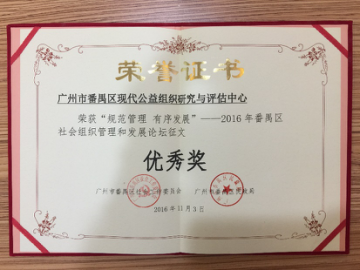 荣誉证书
广州市番禺区现代公益组织研究与评估中心
荣获“规范管理 有序发展”——2016年番禺区
社会组织管理和发展论坛征文
优秀奖
2016年11月3日